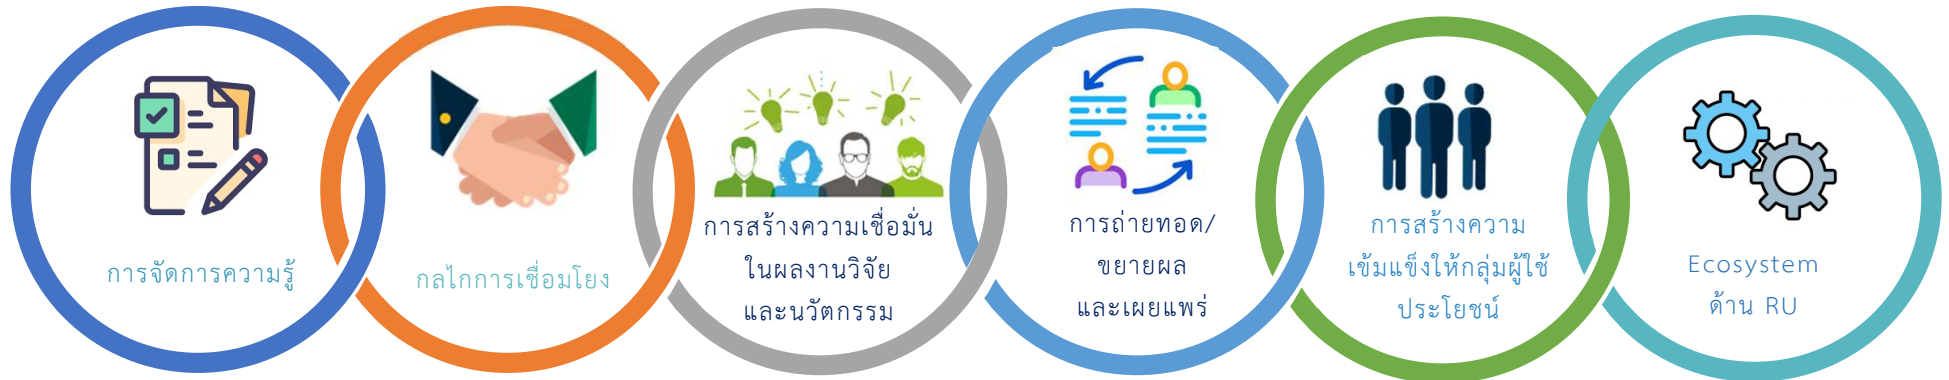 การจัดการความรู้
กลไกการเชื่อมโยง
การสร้างความเชื่อมั่น
ในผลงานวิจัย
และนวัตกรรม
การถ่ายทอด/
ขยายผล
และเผยแพร่
การสร้างความ
เข้มแข็งให้กลุ่มผู้ใช้
ประโยชน์
Ecosystem
ด้าน RU